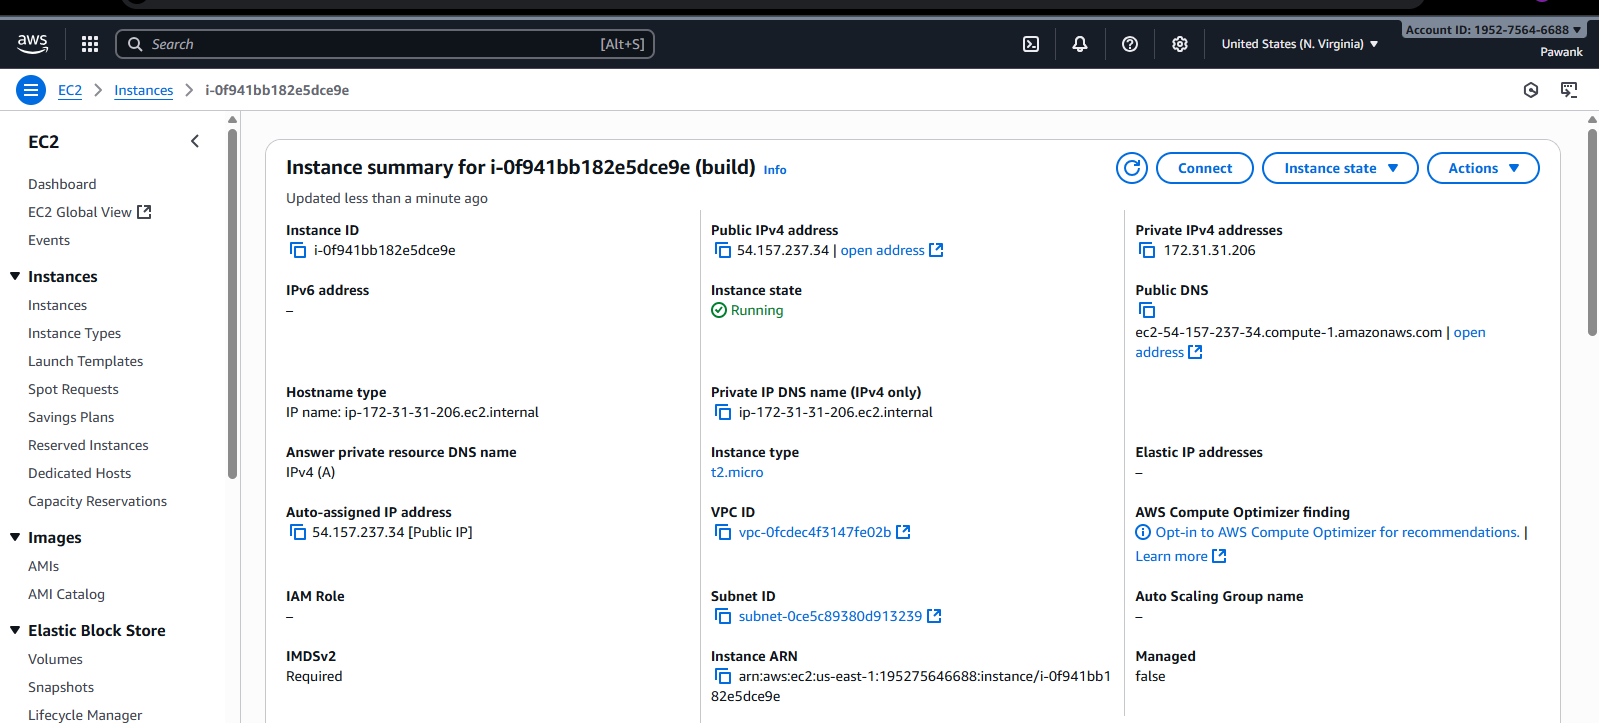 aws
Search
[Alt+S]
United States (N. Virginia)
Account ID: 1952-7564-6688
Pawank
EC2
Instances
i-0f941bb182e5dce9e
EC2
Dashboard
EC2 Global View
Events
Instances
Instances
Instance Types
Launch Templates
Spot Requests
Savings Plans
Reserved Instances
Dedicated Hosts
Capacity Reservations
Images
AMIs
AMI Catalog
Elastic Block Store
Volumes
Snapshots
Lifecycle Manager
Instance summary for i-0f941bb182e5dce9e (build) Info
Updated less than a minute ago
Connect
Instance state
Actions
Instance ID
i-0f941bb182e5dce9e
Public IPv4 address
54.157.237.34 | open address
Private IPv4 addresses
172.31.31.206
IPv6 address
–
Instance state
Running
Public DNS
ec2-54-157-237-34.compute-1.amazonaws.com | open
address
Hostname type
IP name: ip-172-31-31-206.ec2.internal
Private IP DNS name (IPv4 only)
ip-172-31-31-206.ec2.internal
Answer private resource DNS name
IPv4 (A)
Instance type
t2.micro
Elastic IP addresses
–
Auto-assigned IP address
54.157.237.34 [Public IP]
VPC ID
vpc-0fcdec4f3147fe02b
AWS Compute Optimizer finding
Opt-in to AWS Compute Optimizer for recommendations. |
Learn more
IAM Role
–
Subnet ID
subnet-0ce5c89380d913239
Auto Scaling Group name
–
IMDSv2
Required
Instance ARN
arn:aws:ec2:us-east-1:195275646688:instance/i-0f941bb1
82e5dce9e
Managed
false